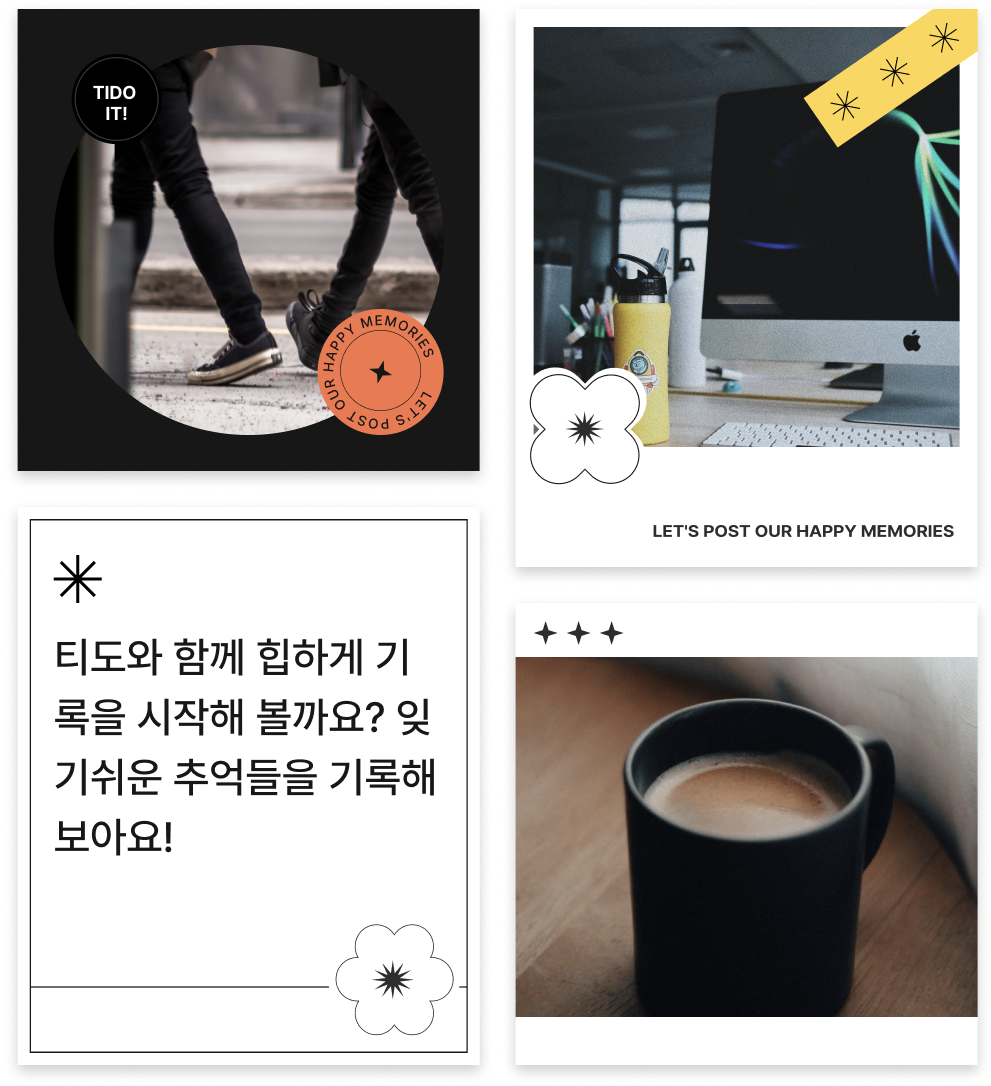 TIDO
IT!
LET'S POST OUR HAPPY MEMORIES
LET'S POST OUR HAPPY MEMORIES
티도와 함께 힙하게 기
록을 시작해 볼까요? 잊
기쉬운 추억들을 기록해
보아요!